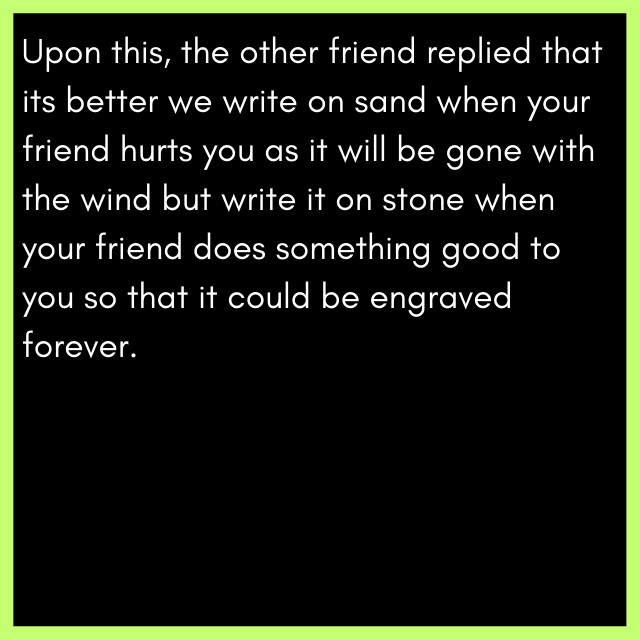 Upon this, the other friend replied that
its better we write on sand when your
friend hurts you as it will be gone with
the wind but write it on stone when
your friend does something good to
you so that it could be engraved
forever.